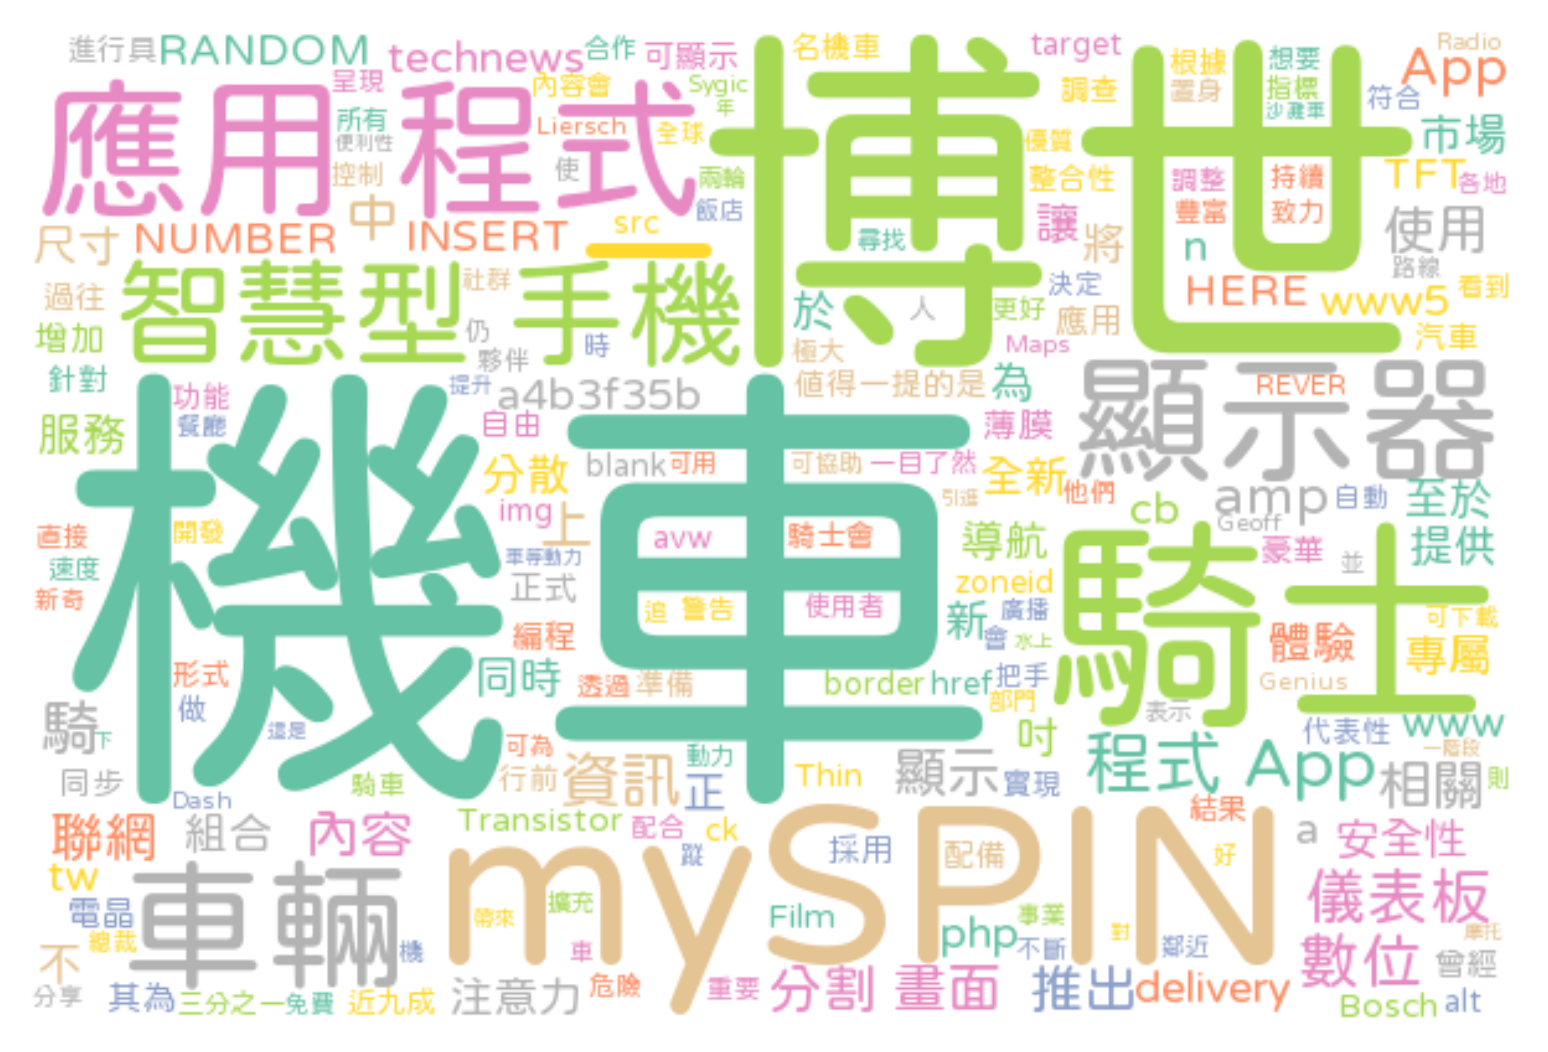 進行具 RANDOM technews 合作 可顯示 名機車 target 根據 想要 App Radio
呈現 內容會 Sygic 年 調查 置身 指標 符合
應用程式 博世
所有 便利性 Liersch 全球 優質 沙灘車 市場
控制 使 兩輪 整合性 調整 持續 TFT 各地
尺寸 NUMBER 中 INSERT src 飯店 讓 將 豐富 致力 使用
尋找 n 路線
智慧型手機 _
過往 社群 決定 HERE www5 看到
增加 仍 夥伴 時 於 人 更好 應用 汽車
針對 極大 Maps
功能 提升 a4b3f35b 值得一提的是 為 顯示器 REVER
服務 餐廳 自由 薄膜
機車
分散 blank 可用 可協助 一目了然 全新 他們 amp 自動 至於
直接 開發 img 上 avw 騎士會 引進 導航 cb Geoff 豪華 提供
速度 車等動力 正式 zoneid 騎士 並
新奇 追 警告 使用者 新 廣播 可下載
編程 會 水上 體驗 專屬
形式 同時 透過 準備 border href 把手 Genius
做 部門 表示
騎 下 這是 可為 動力 吋 代表性 www
同步 騎車 行前 資訊 正 Thin 顯示 實現 程式 App 一階段 相關 則
Dash
聯網 組合 內容 Transistor 配合 ck mySPIN 結果 a 安全性
tw 車輛 蹤 採用 配備 好
電晶 帶來 擴充 Film php 事業 儀表板
總裁 機 車 不斷 對 鄰近 數位 摩托
不 曾經
分享 其為 三分之一 免費 近九成 注意力 危險 重要 分割 畫面 推出 delivery Bosch alt